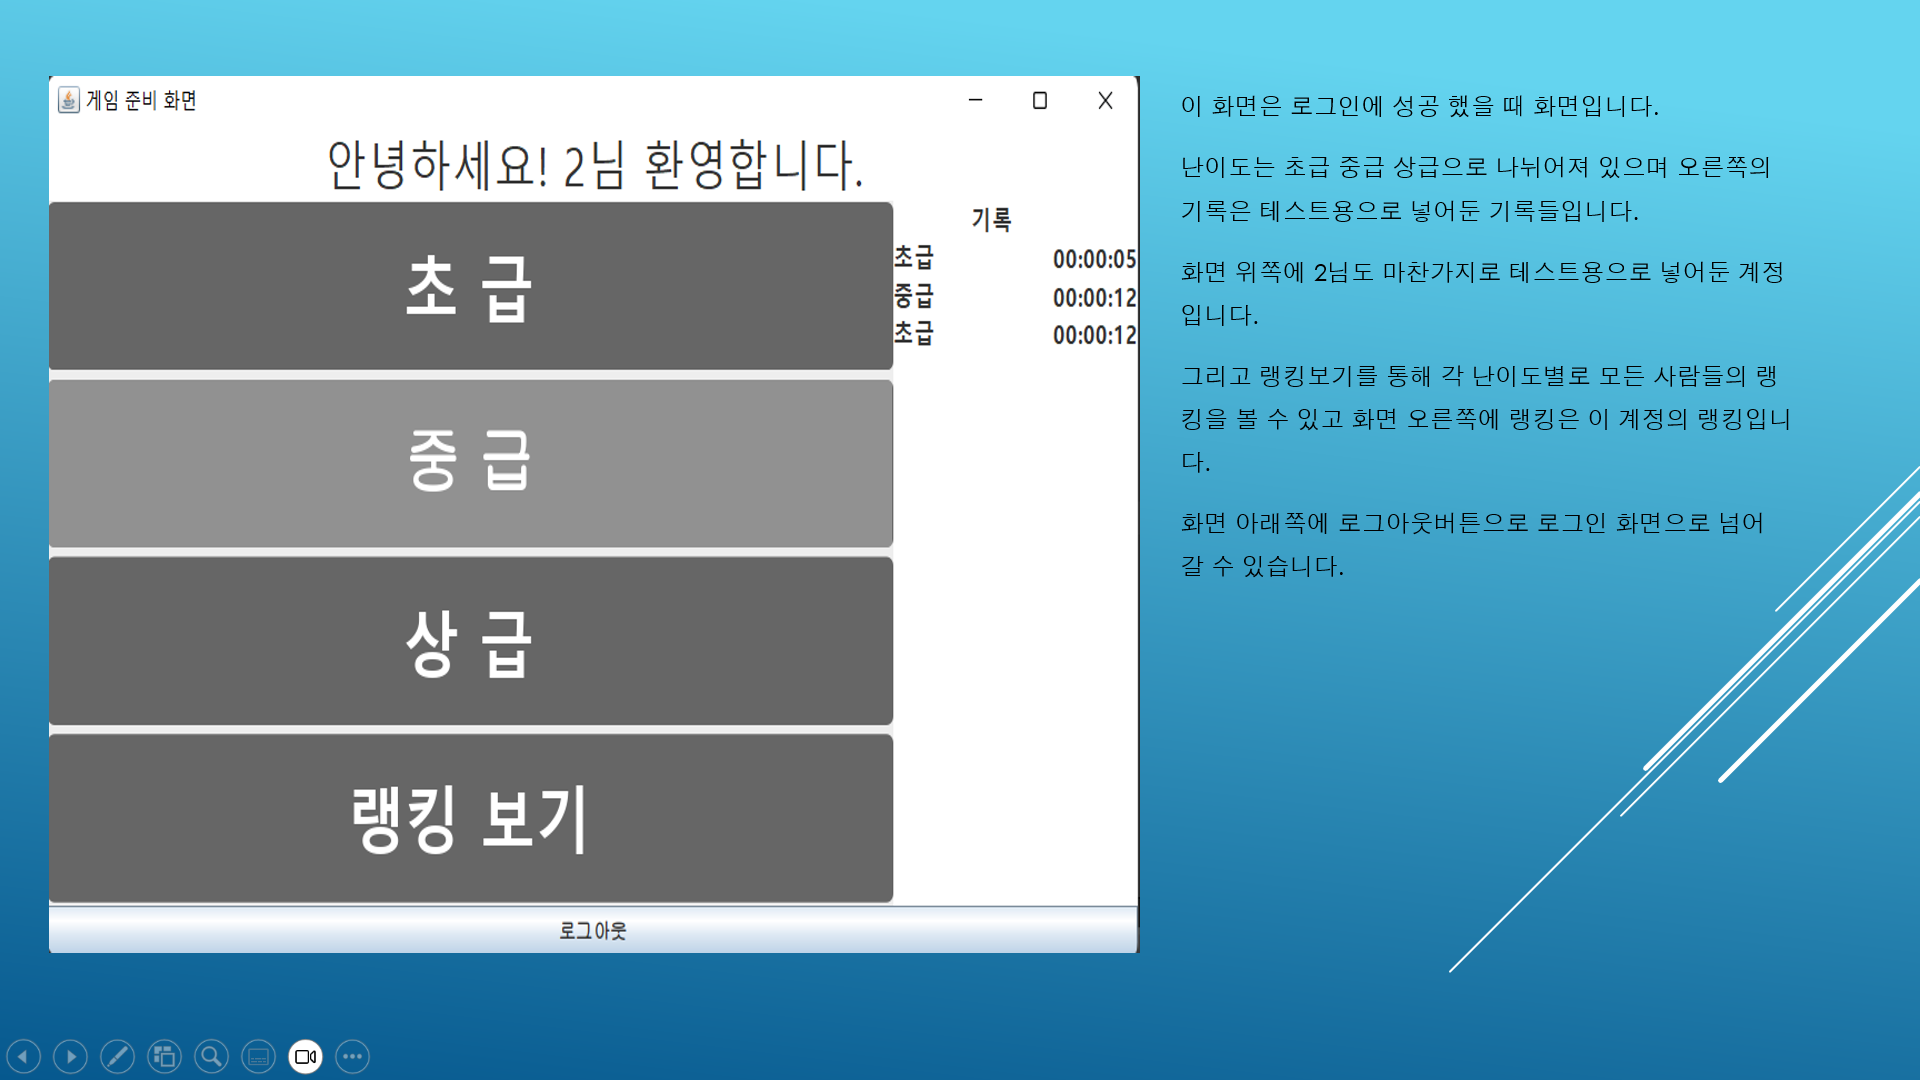 게임 준비 화면
안녕하세요! 2님 환영합니다.
초 급
중 급
상 급
랭킹 보기
기록
초급 00:00:05
중급 00:00:12
초급 00:00:12
로그아웃
이 화면은 로그인에 성공 했을 때 화면입니다.
난이도는 초급 중급 상급으로 나뉘어져 있으며 오른쪽의
기록은 테스트용으로 넣어둔 기록들입니다.
화면 위쪽에 2님도 마찬가지로 테스트용으로 넣어둔 계정
입니다.
그리고 랭킹보기를 통해 각 난이도별로 모든 사람들의 랭
킹을 볼 수 있고 화면 오른쪽에 랭킹은 이 계정의 랭킹입니
다.
화면 아래쪽에 로그아웃버튼으로 로그인 화면으로 넘어
갈 수 있습니다.